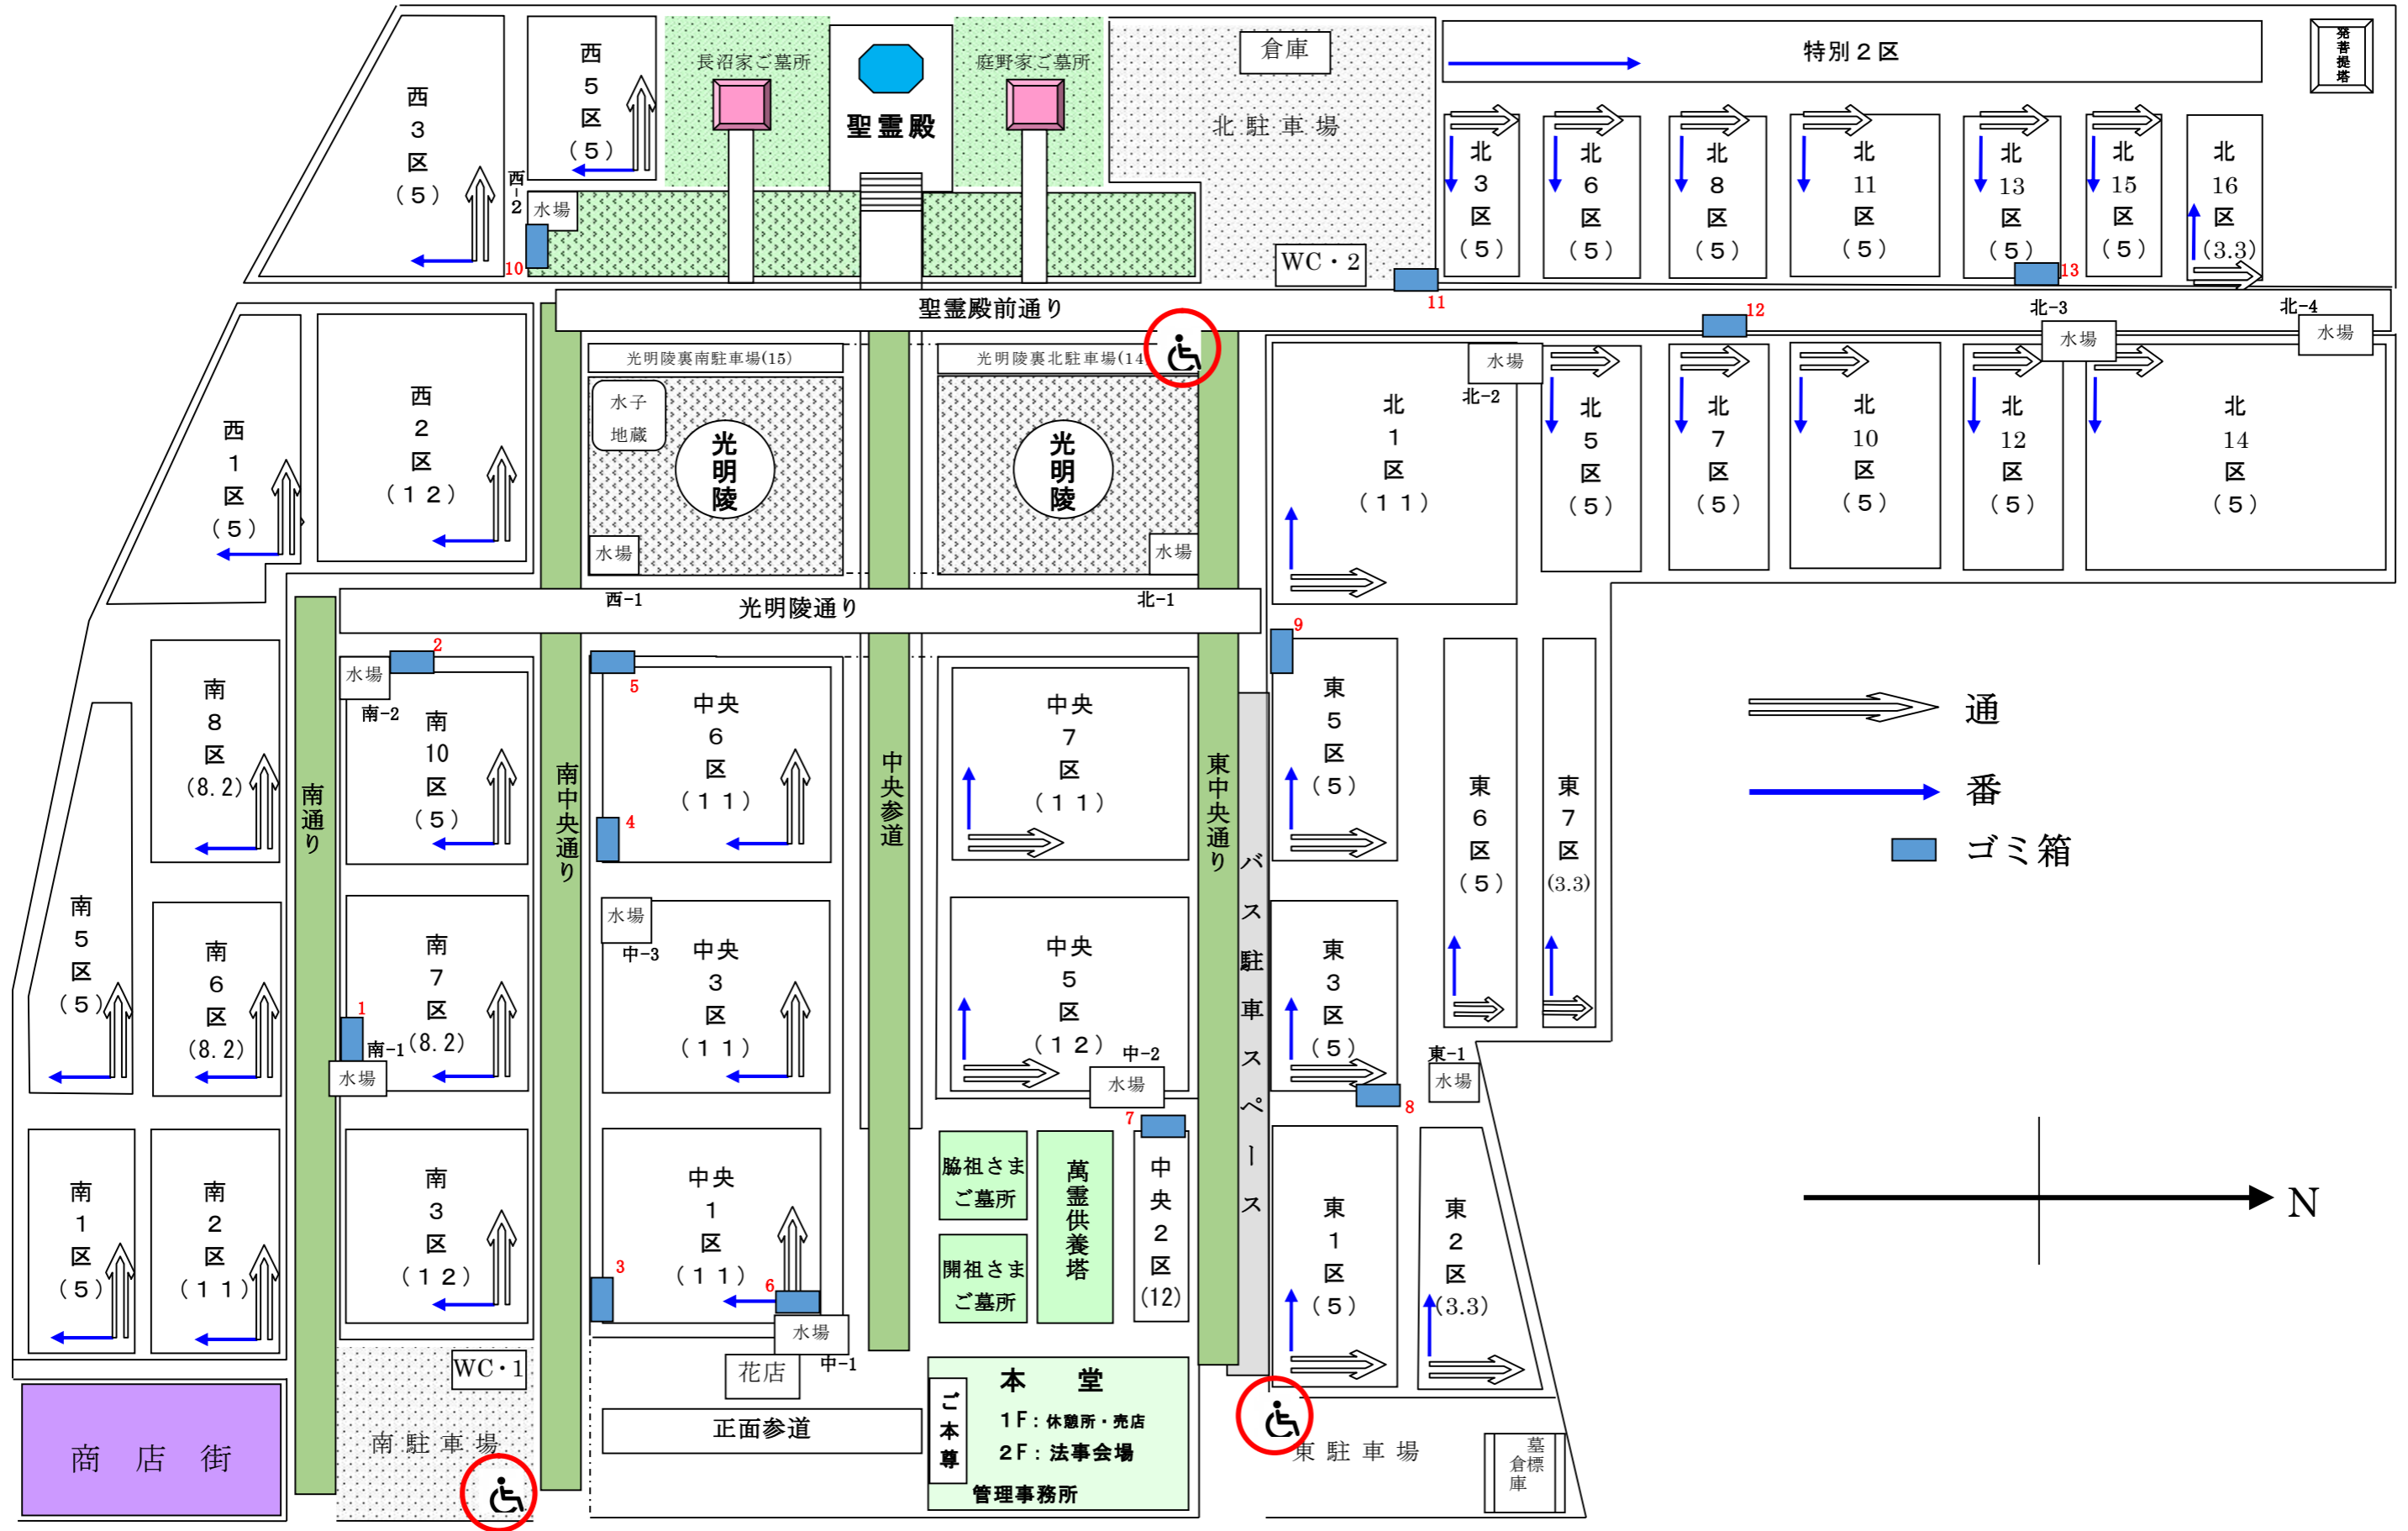 西3区(5)
西5区(5)
長沼家ご墓所
聖霊殿
庭野家ご墓所
倉庫
北駐車場
特別2区
発菩提塔
北3区(5)
北6区(5)
北8区(5)
北11区(5)
北13区(5)
北15区(5)
北16区(3.3)
西-2
水場
10
WC・2
11
13
聖霊殿前通り
12
北-3
水場
北-4
水場
西1区(5)
西2区(12)
光明陵裏南駐車場(15)
光明陵裏北駐車場(14
水子
地蔵
光明陵
光明陵
水場
水場
北1区(11)
水場
北-2
北5区(5)
北7区(5)
北10区(5)
北12区(5)
北14区(5)
西-1
光明陵通り
北-1
南8区(8.2)
南通り
水場
2
南-2
南10区(5)
南中央通り
5
中央6区(11)
4
中央参道
中央7区(11)
東中央通り
バス駐車スペース
9
東5区(5)
東6区(5)
東7区(3.3)
通
番
ゴミ箱
南5区(5)
南6区(8.2)
1
南-1
水場
南7区(8.2)
水場
中-3
中央3区(11)
中央5区(12)
中-2
水場
東3区(5)
8
東-1
水場
南1区(5)
南2区(11)
南3区(12)
3
中央1区(11)
6
水場
中-1
脇祖さま
ご墓所
開祖さま
ご墓所
萬霊供養塔
7
中央2区(12)
東1区(5)
東2区(3.3)
N
商店街
WC・1
南駐車場
花店
正面参道
ご本尊
本堂
1F:休憩所・売店
2F:法事会場
管理事務所
東駐車場
墓標
倉庫